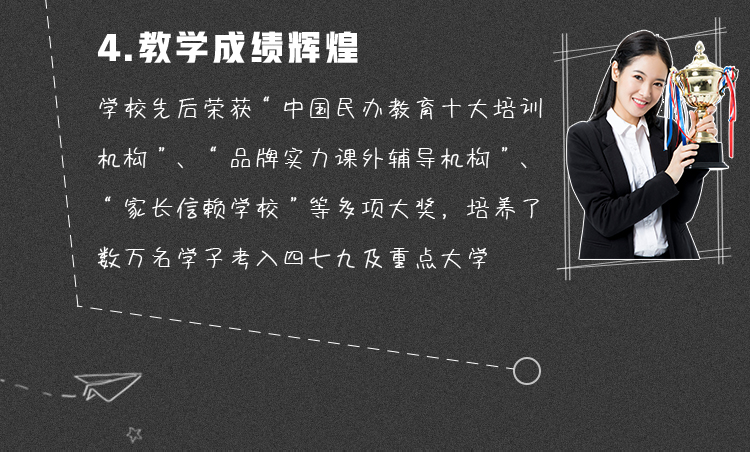 4.教学成绩辉煌
学校先后荣获“中国民办教育十大培训
机构"、“品牌实力课外辅导机构"、
“家长信赖学校"等多项大奖，培养了
数万名学子考入四七九及重点大学